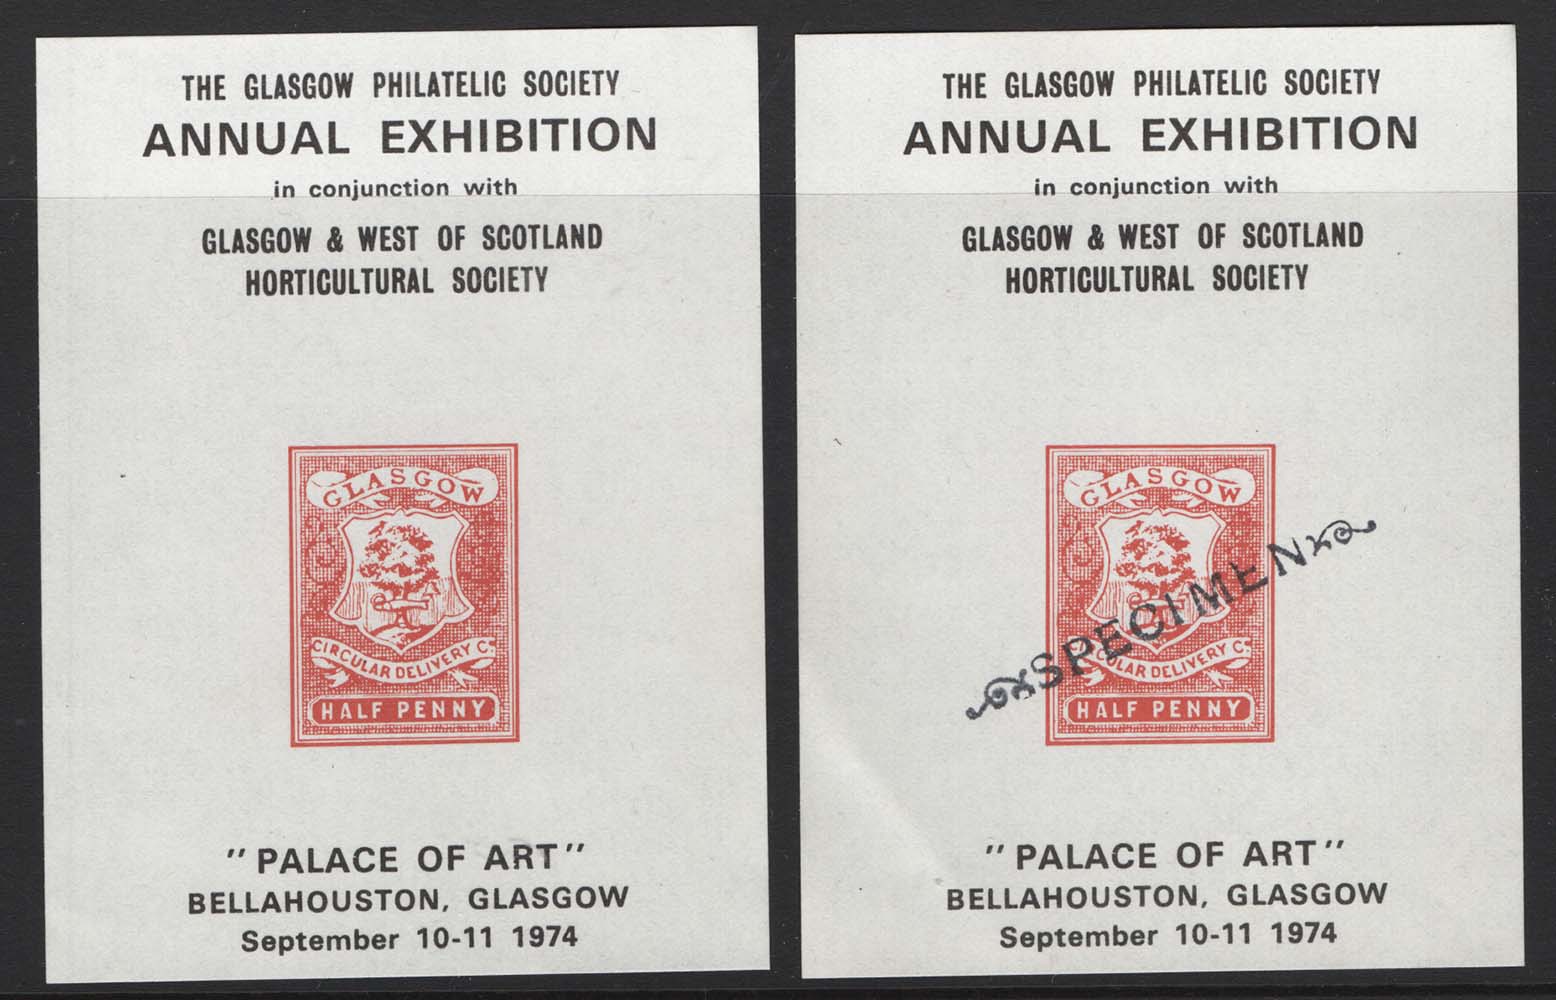 THE GLASGOW PHILATELIC SOCIETY
ANNUAL EXHIBITION
in conjunction with
GLASGOW & WEST OF SCOTLAND
HORTICULTURAL SOCIETY
GLASGOW
CIRCULAR DELIVERY Co.
HALF PENNY
"PALACE OF ART"
BELLAHOUSTON, GLASGOW
September 10-11 1974
THE GLASGOW PHILATELIC SOCIETY
ANNUAL EXHIBITION
in conjunction with
GLASGOW & WEST OF SCOTLAND
HORTICULTURAL SOCIETY
GLASGOW
SPECIMEN
CIRCULAR DELIVERY Co.
HALF PENNY
"PALACE OF ART"
BELLAHOUSTON, GLASGOW
September 10-11 1974